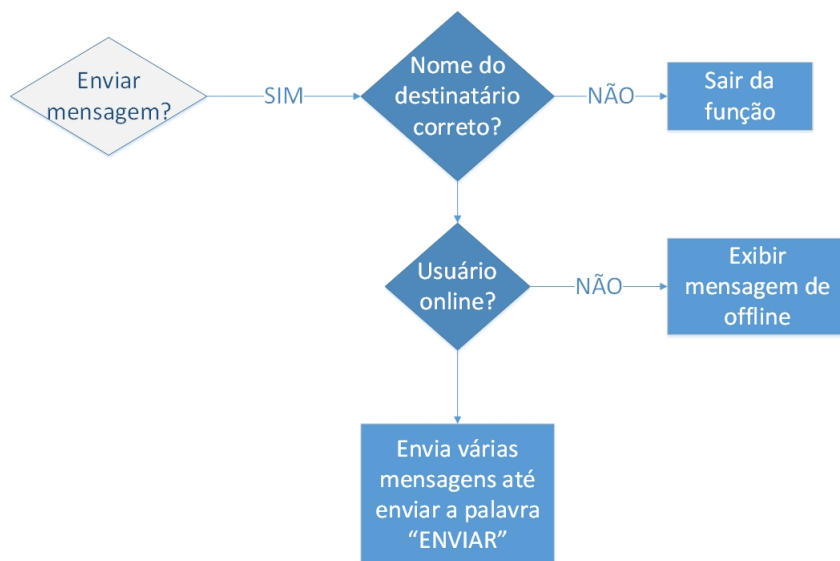 Enviar
mensagem?
SIM
Nome do
destinatário
correto?
NÃO
Sair da
função
Usuário
online?
NÃO
Exibir
mensagem de
offline
Envia várias
mensagens até
enviar a palavra
“ENVIAR”